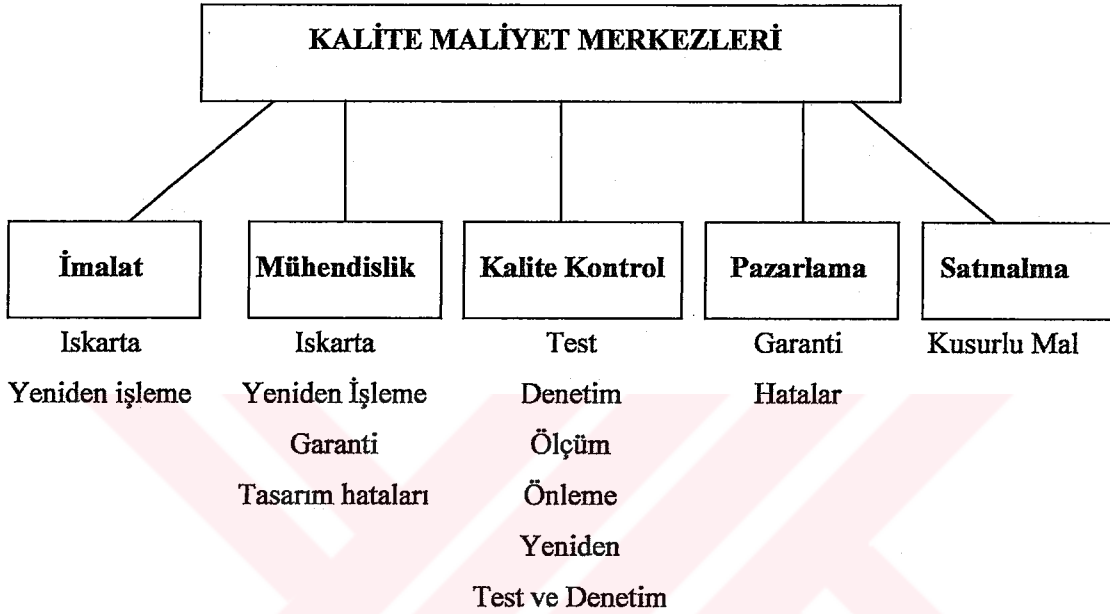 KALİTE MALİYET MERKEZLERİ
İmalat
Iskarta
Yeniden işleme
Mühendislik
Iskarta
Yeniden İşleme
Garanti
Tasarım hataları
Kalite Kontrol
Test
Denetim
Ölçüm
Önleme
Yeniden
Test ve Denetim
Pazarlama
Garanti
Hatalar
Satınalma
Kusurlu Mal